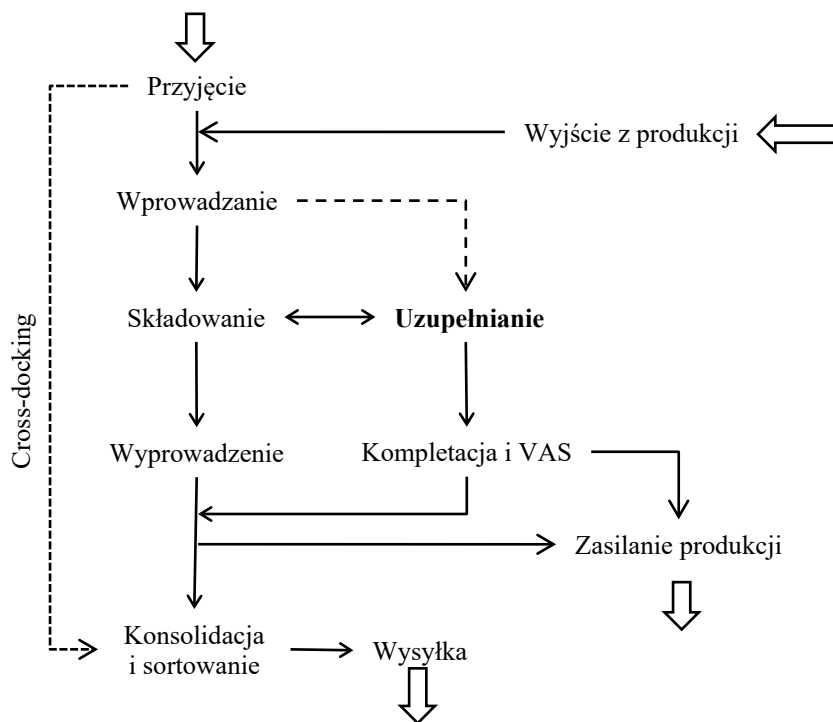 Przyjęcie
Wyjście z produkcji
Wprowadzanie
Składowanie
Uzupełnianie
Cross-docking
Wyprowadzenie
Kompletacja i VAS
Zasilanie produkcji
Konsolidacja
i sortowanie
Wysyłka